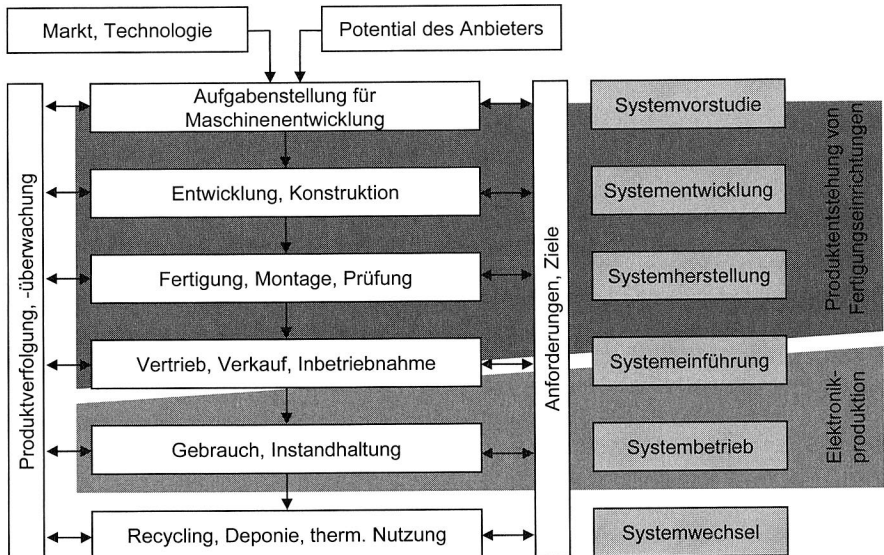 Markt, Technologie
Potential des Anbieters
Produktverfolgung, -überwachung
Aufgabenstellung für
Maschinenentwicklung
Entwicklung, Konstruktion
Fertigung, Montage, Prüfung
Vertrieb, Verkauf, Inbetriebnahme
Gebrauch, Instandhaltung
Recycling, Deponie, therm. Nutzung
Anforderungen, Ziele
Systemvorstudie
Systementwicklung
Systemherstellung
Systemeinführung
Systembetrieb
Systemwechsel
Produktentstehung von
Fertigungseinrichtungen
Elektronik-
produktion